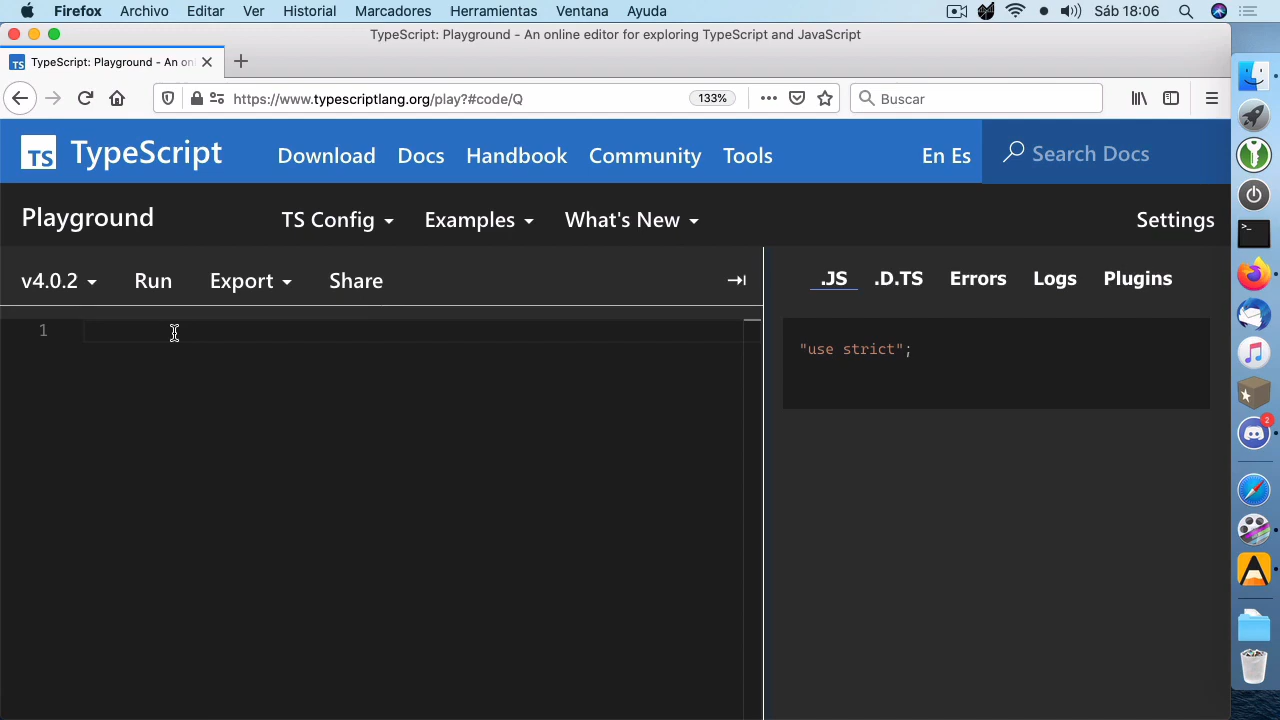 Firefox Archivo Editar Ver Historial Marcadores Herramientas Ventana Ayuda Sáb 18:06
TypeScript: Playground - An online editor for exploring TypeScript and JavaScript
TS TypeScript: Playground - An on
https://www.typescriptlang.org/play?#code/Q 133% Buscar
TS TypeScript Download Docs Handbook Community Tools En Es Search Docs
Playground TS Config Examples What's New Settings
v4.0.2 Run Export Share .JS .D.TS Errors Logs Plugins
1
"use strict";
2